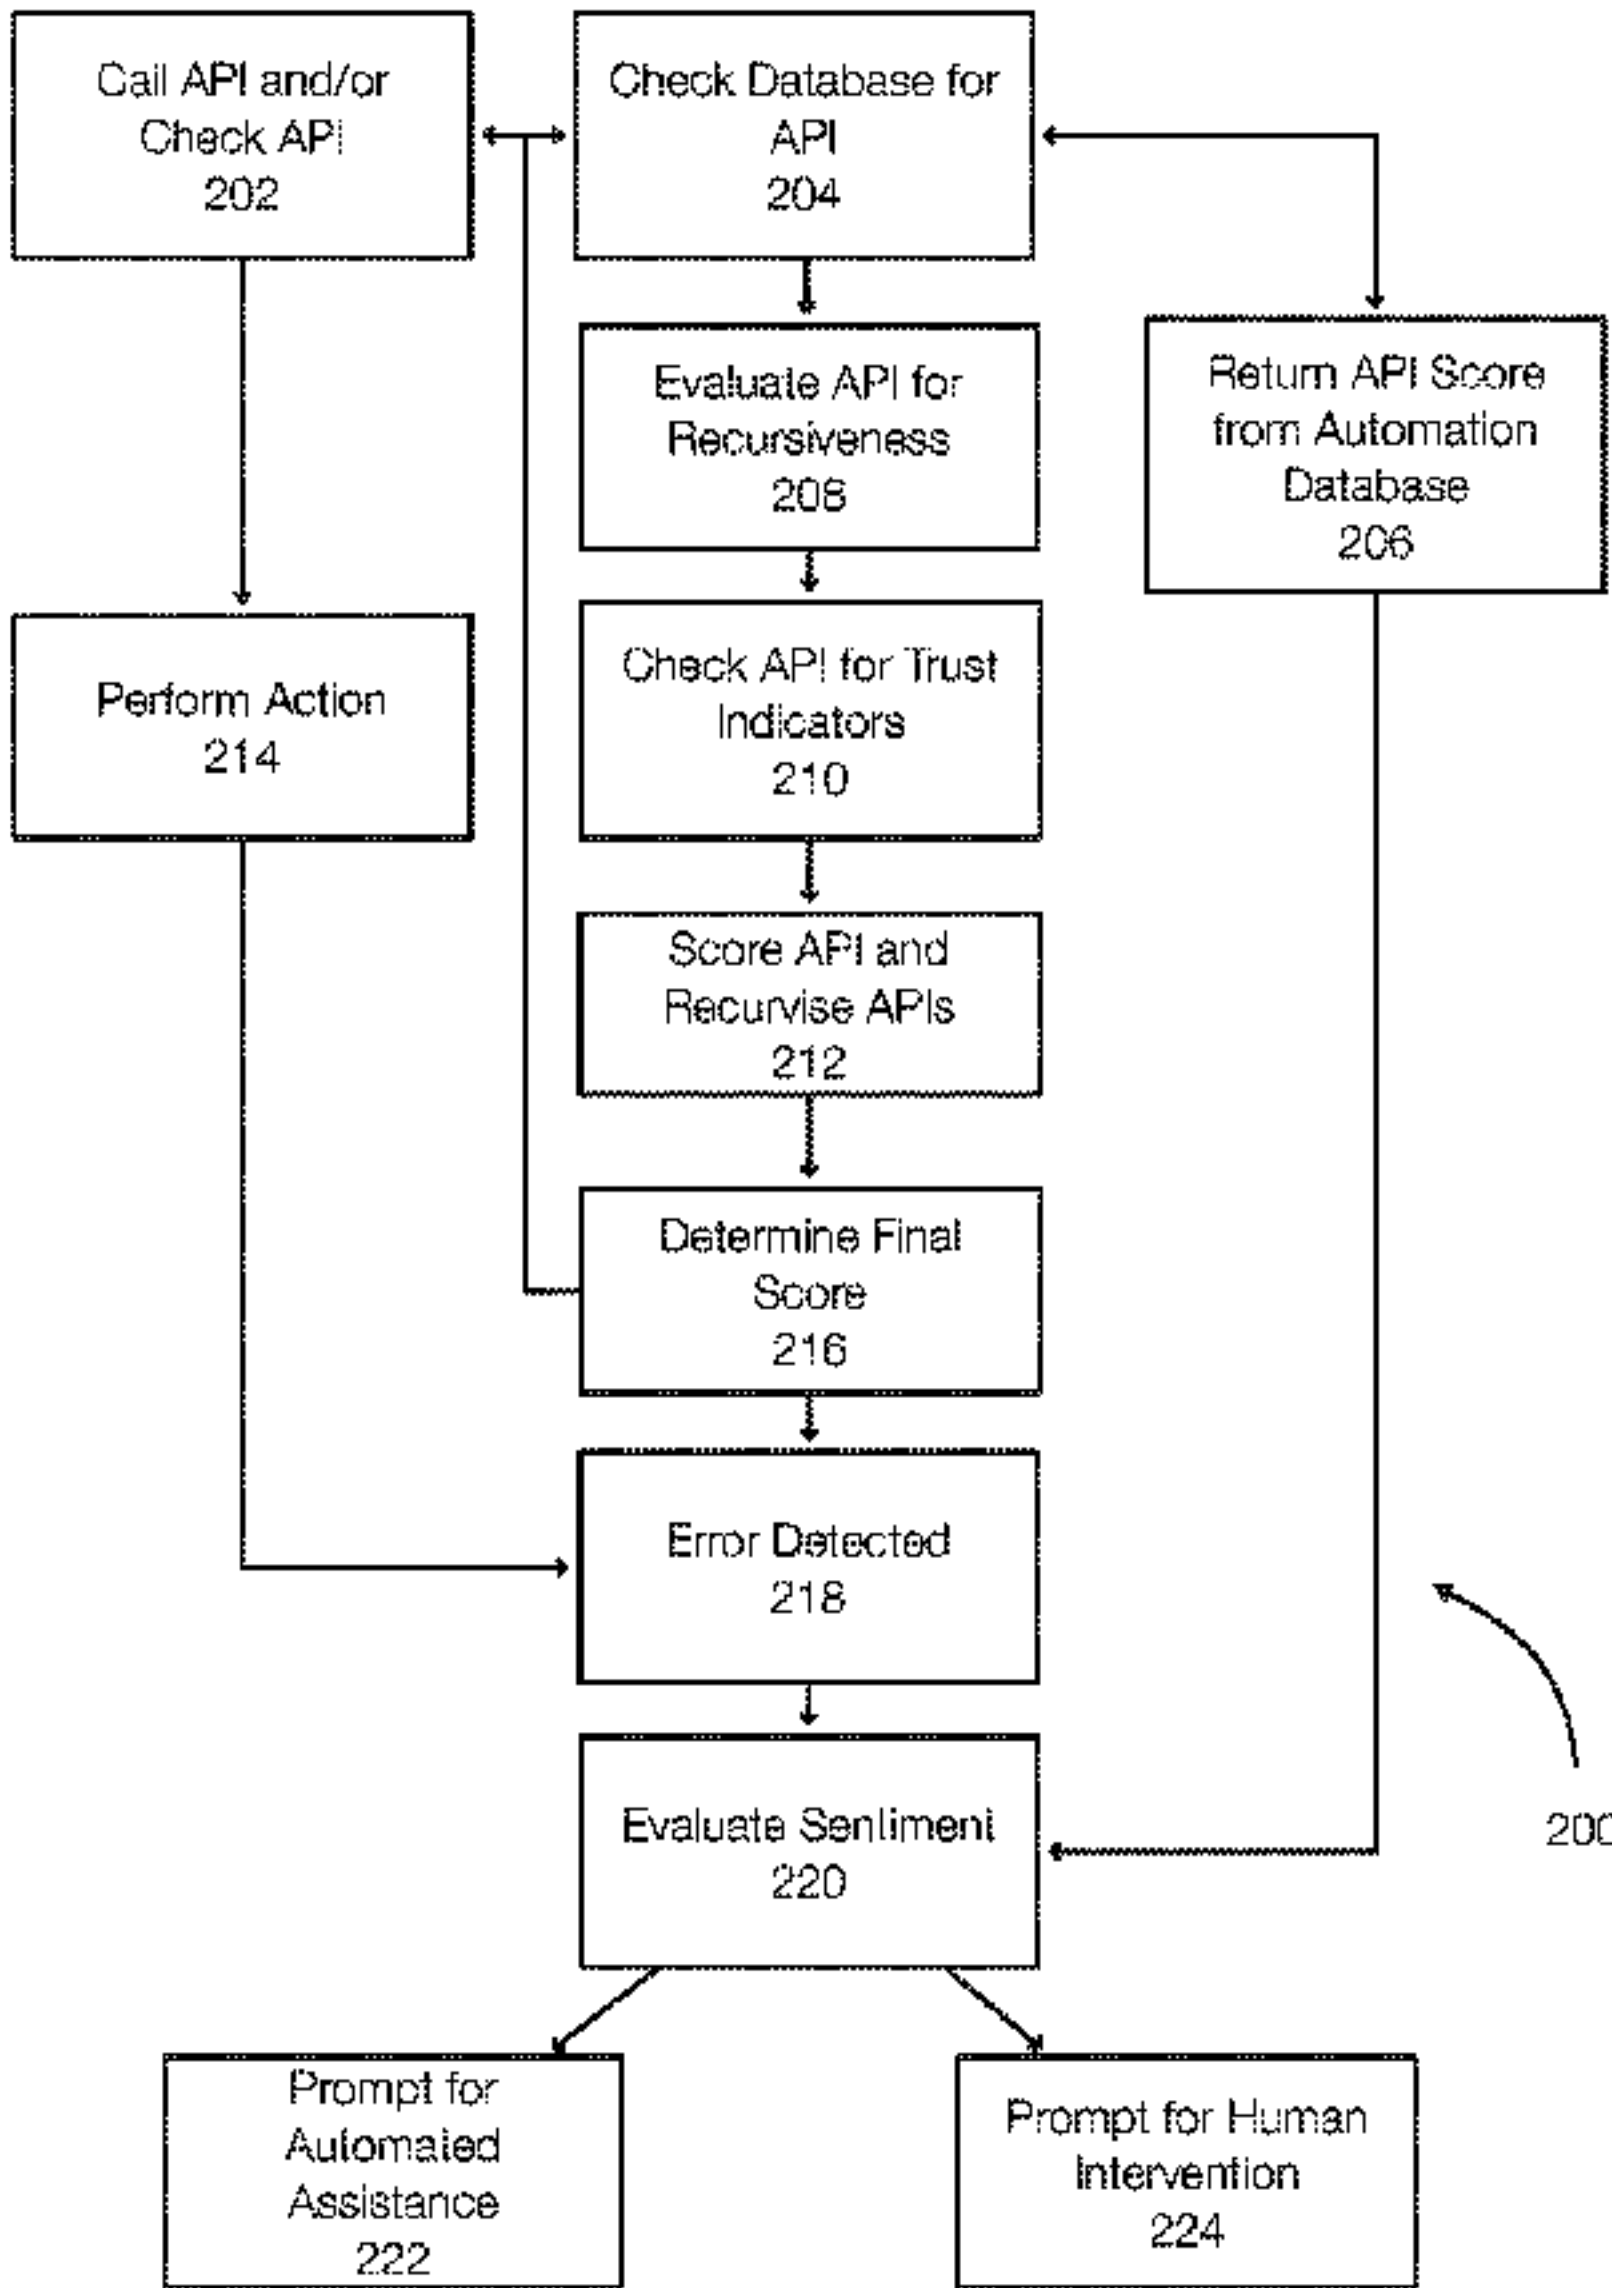 Call API and/or
Check API
202
Check Database for
API
204
Evaluate API for
Recursiveness
208
Return API Score
from Automation
Database
206
Perform Action
214
Check API for Trust
Indicators
210
Score API and
Recurvise APIs
212
Determine Final
Score
216
Error Detected
218
Evaluate Sentiment
220
200
Prompt for
Automated
Assistance
222
Prompt for Human
Intervention
224